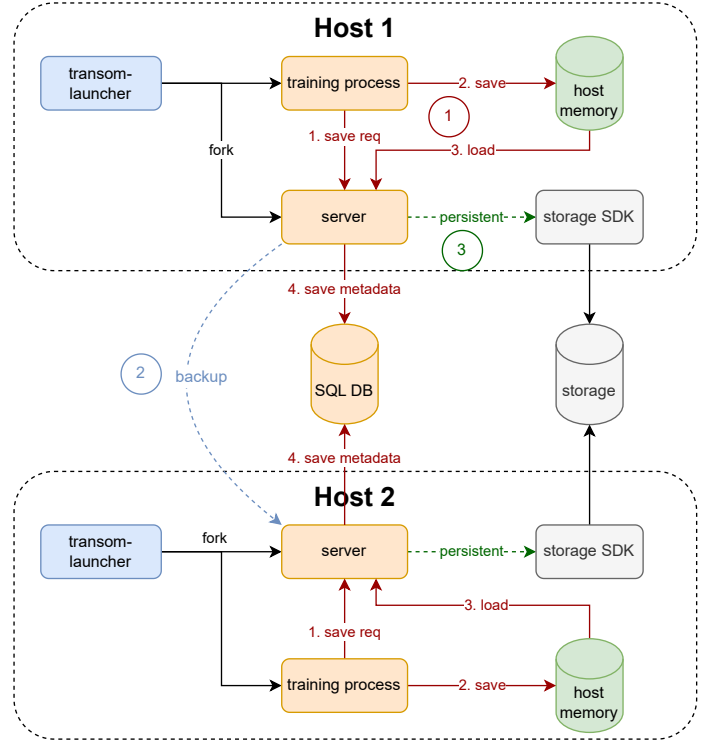 Host 1
transom-
launcher
training process
2. save
host
memory
1
1. save req
fork
3. load
server
persistent
storage SDK
3
4. save metadata
2
backup
SQL DB
storage
4. save metadata
Host 2
transom-
launcher
fork
server
persistent
storage SDK
3. load
1. save req
training process
2. save
host
memory